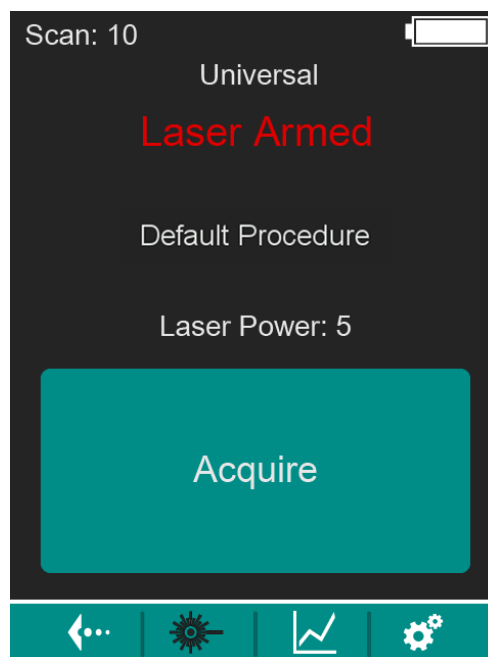 Scan: 10
Universal
Laser Armed
Default Procedure
Laser Power: 5
Acquire